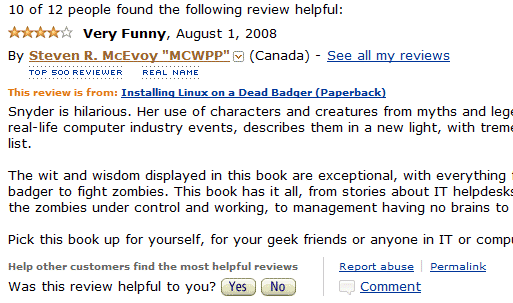 10 of 12 people found the following review helpful:
Very Funny, August 1, 2008
By Steven R. McEvoy "MCWPP" (Canada) - See all my reviews
TOP 500 REVIEWER REAL NAME
This review is from: Installing Linux on a Dead Badger (Paperback)
Snyder is hilarious. Her use of characters and creatures from myths and lege
real-life computer industry events, describes them in a new light, with treme
list.
The wit and wisdom displayed in this book are exceptional, with everything f
badger to fight zombies. This book has it all, from stories about IT helpdesks
the zombies under control and working, to management having no brains to
Pick this book up for yourself, for your geek friends or anyone in IT or compu
Help other customers find the most helpful reviews Report abuse Permalink
Was this review helpful to you? Yes No Comment